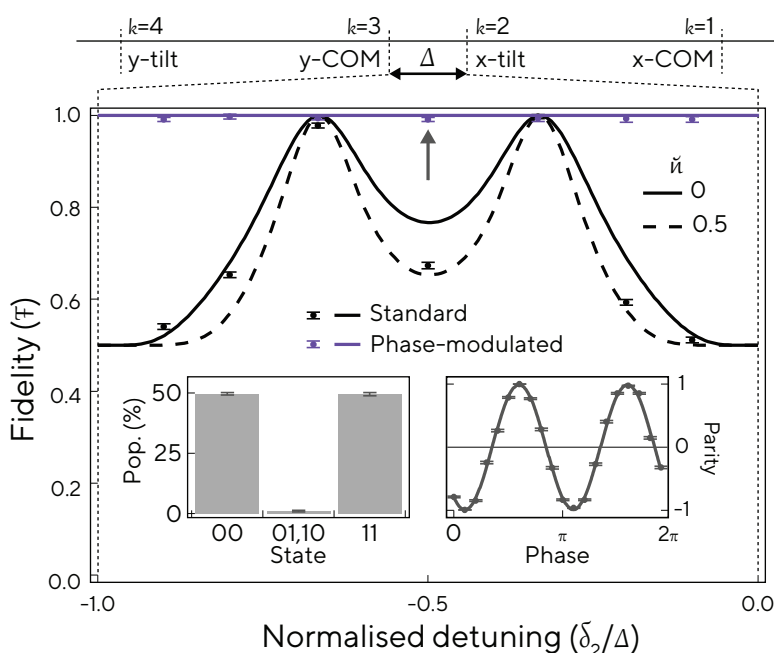 k=4 k=3 k=2 k=1
y-tilt y-COM Δ x-tilt x-COM
1.0
0.8
0.6
0.4
0.2
0.0
Fidelity (Ŧ)
й̆
0
0.5
Standard
Phase-modulated
50
25
0
Pop. (%)
00 01,10 11
State
1
0
-1
Parity
0 π 2π
Phase
-1.0 -0.5 0.0
Normalised detuning (δ₂/Δ)